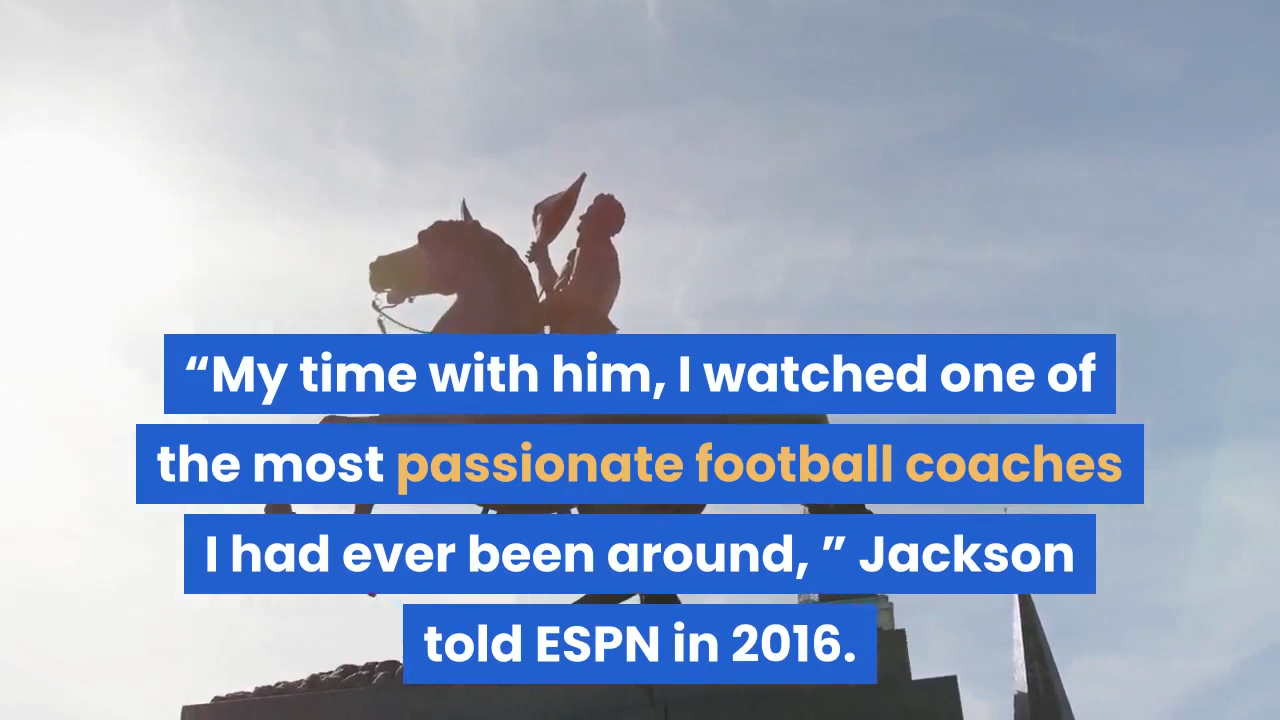 “My time with him, I watched one of
the most passionate football coaches
I had ever been around, ” Jackson
told ESPN in 2016.